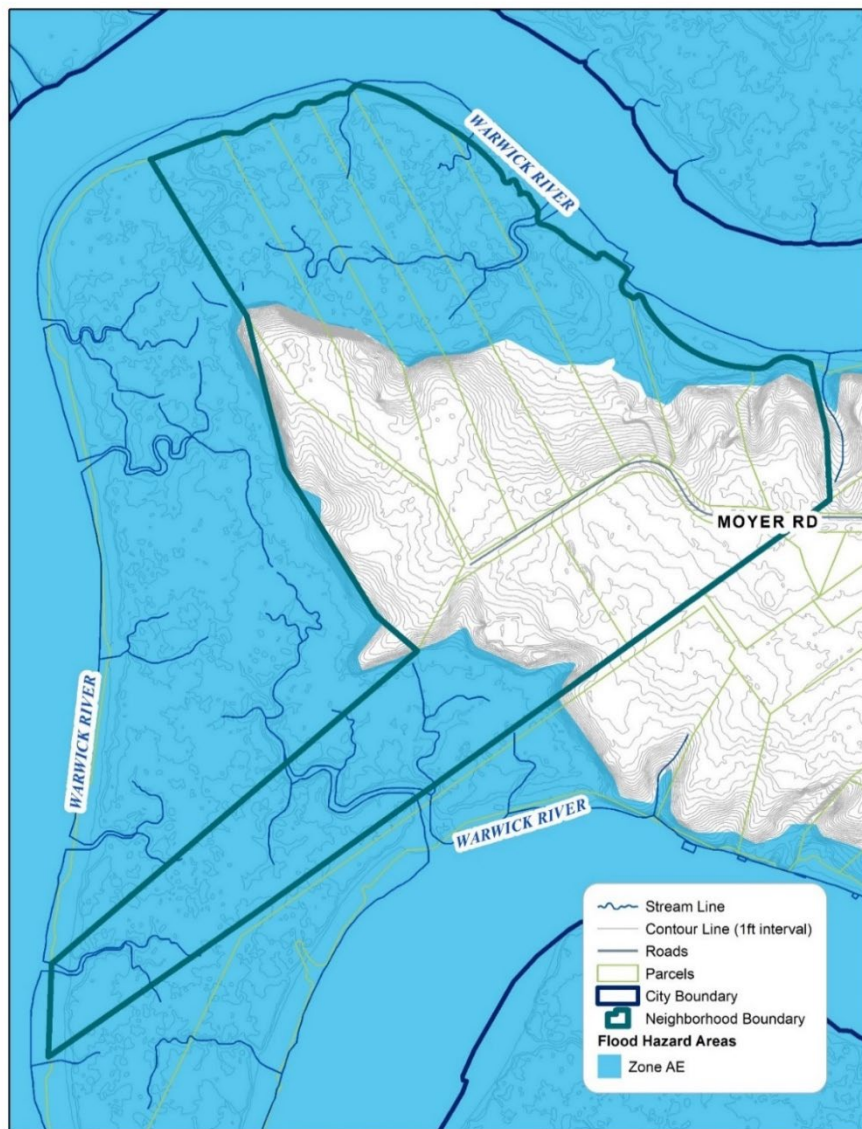 WARWICK RIVER
MOYER RD
WARWICK RIVER
WARWICK RIVER
Stream Line
Contour Line (1ft interval)
Roads
Parcels
City Boundary
Neighborhood Boundary
Flood Hazard Areas
Zone AE